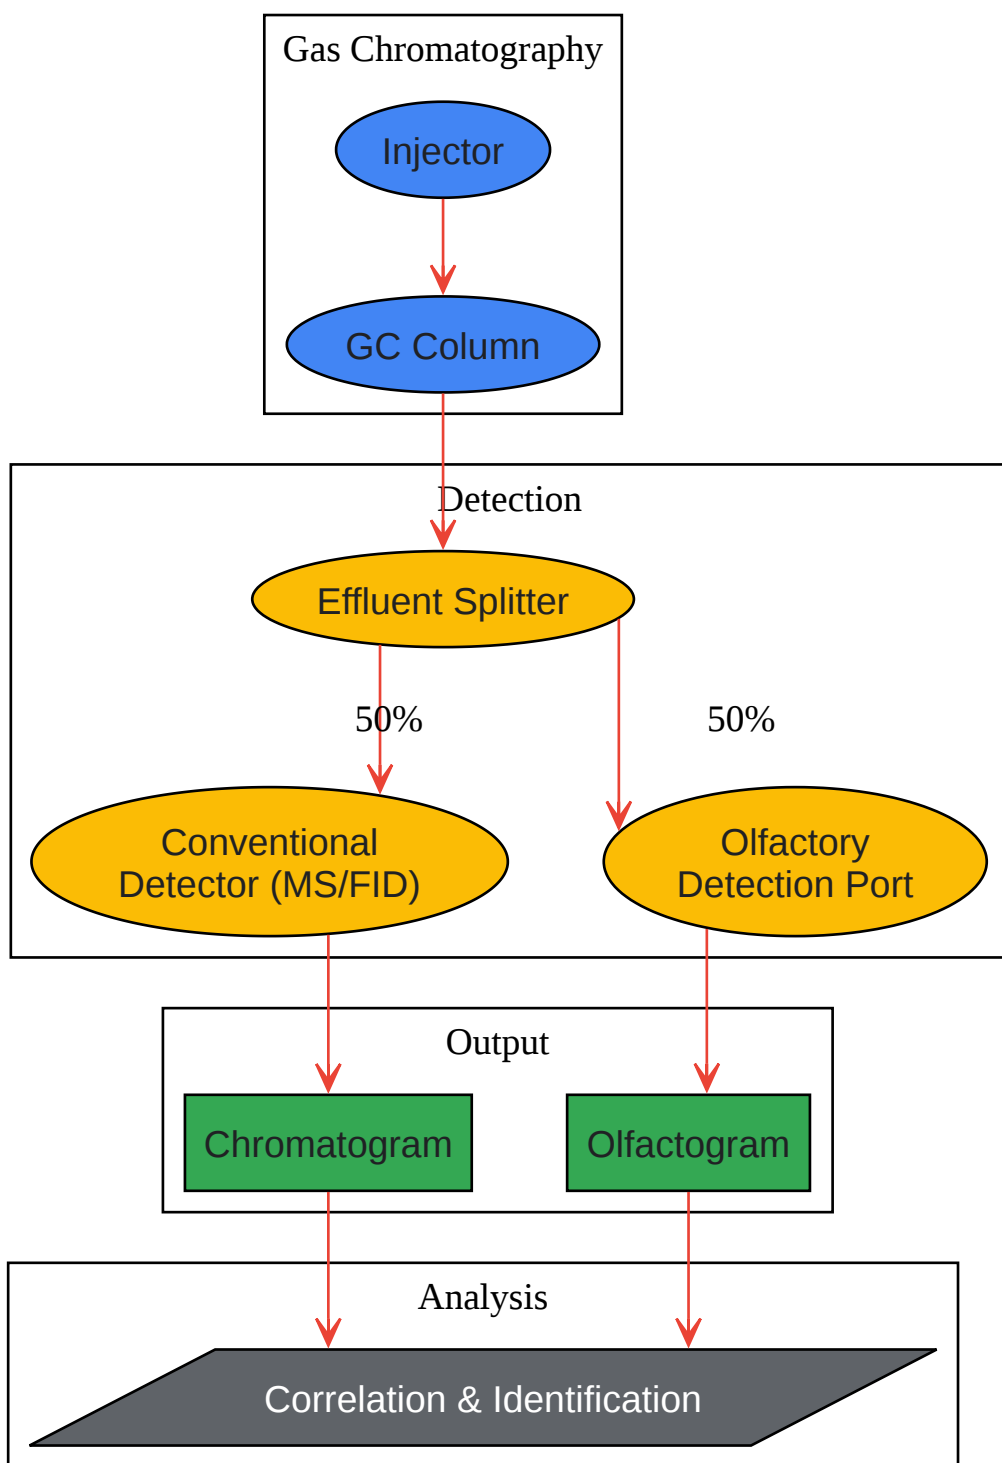 Gas Chromatography
Injector
GC Column
Detection
Effluent Splitter
50%
50%
Conventional
Detector (MS/FID)
Olfactory
Detection Port
Output
Chromatogram
Olfactogram
Analysis
Correlation & Identification